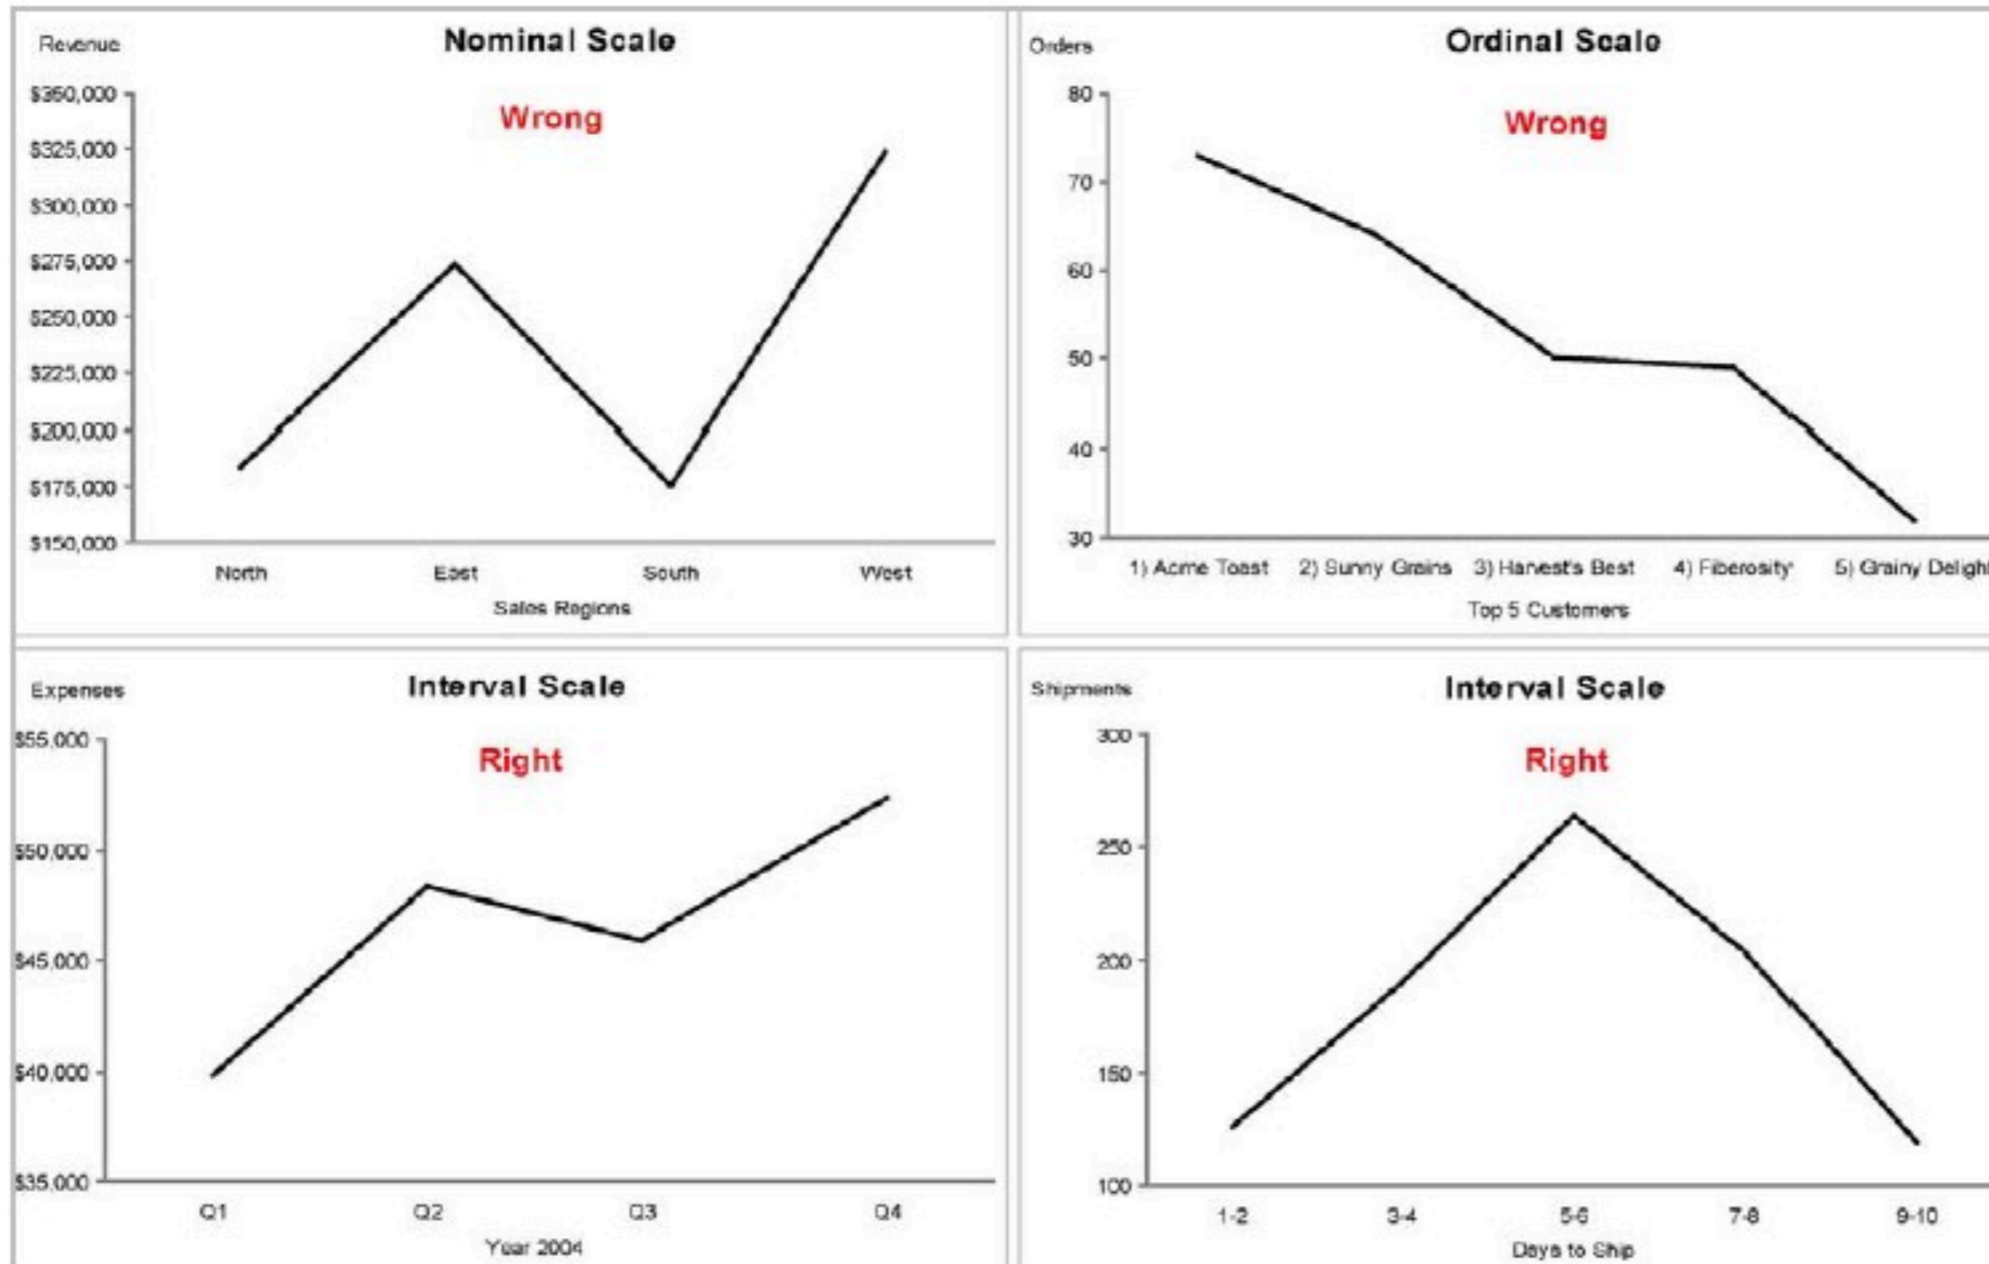 Revenue
Nominal Scale
Wrong
$350,000
$325,000
$300,000
$275,000
$250,000
$225,000
$200,000
$175,000
$150,000
North East South West
Sales Regions
Orders
Ordinal Scale
Wrong
80
70
60
50
40
30
1) Acme Toast 2) Sunny Grains 3) Harvest's Best 4) Fiberosity 5) Grainy Deligh
Top 5 Customers
Expenses
Interval Scale
Right
$55,000
$50,000
$45,000
$40,000
$35,000
Q1 Q2 Q3 Q4
Year 2004
Shipments
Interval Scale
Right
300
250
200
150
100
1-2 3-4 5-6 7-8 9-10
Days to Ship